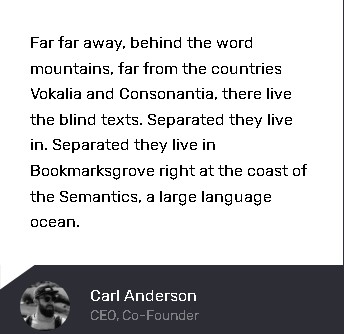 Far far away, behind the word
mountains, far from the countries
Vokalia and Consonantia, there live
the blind texts. Separated they live
in. Separated they live in
Bookmarksgrove right at the coast of
the Semantics, a large language
ocean.
Carl Anderson
CEO, Co-Founder